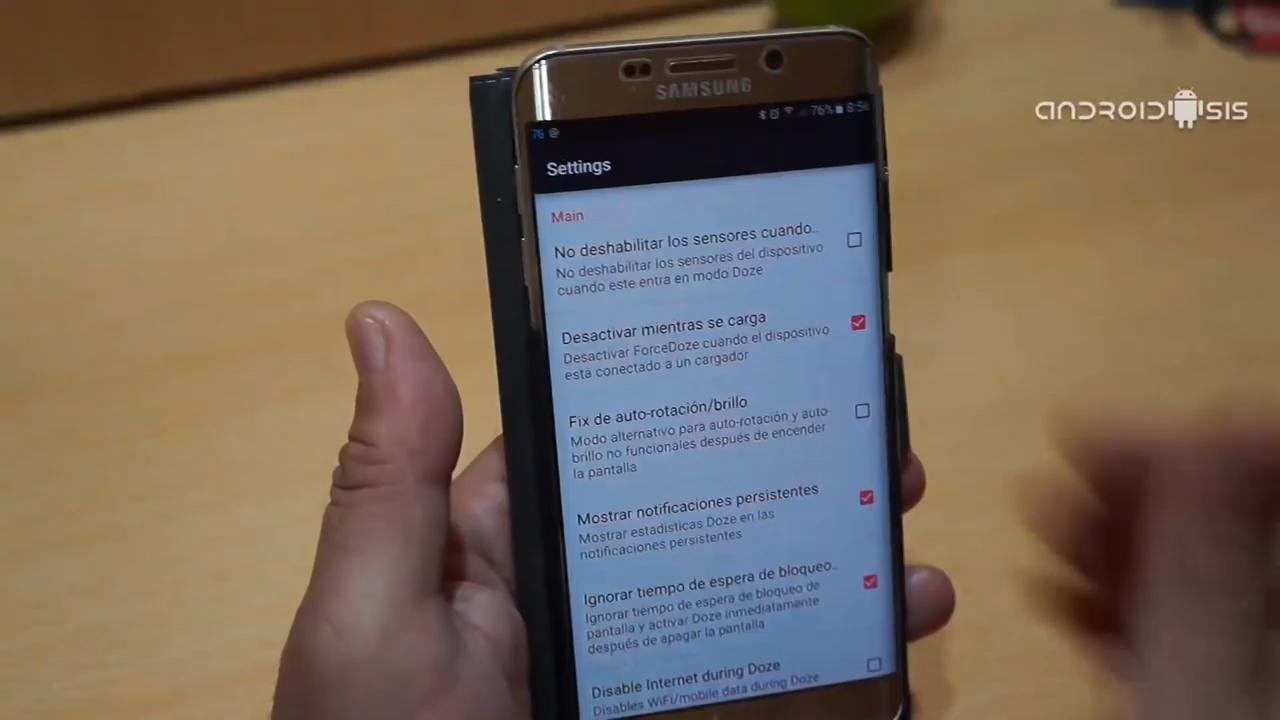 SAMSUNG
ANDROIDSIS
76 @ 76% 8:5
Settings
Main
No deshabilitar los sensores cuando..
No deshabilitar los sensores del dispositivo
cuando este entra en modo Doze
Desactivar mientras se carga
Desactivar ForceDoze cuando el dispositivo
está conectado a un cargador
Fix de auto-rotación/brillo
Modo alternativo para auto-rotación y auto-
brillo no funcionales después de encender
la pantalla
Mostrar notificaciones persistentes
Mostrar estadísticas Doze en las
notificaciones persistentes
Ignorar tiempo de espera de bloqueo..
Ignorar tiempo de espera de bloqueo de
pantalla y activar Doze inmediatamente
después de apagar la pantalla
Disable Internet during Doze
Disables WiFi/mobile data during Doze